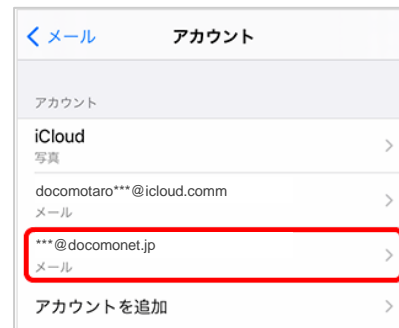 メール アカウント
アカウント
iCloud
写真
docomotaro***@icloud.comm
メール
***@docomonet.jp
メール
アカウントを追加